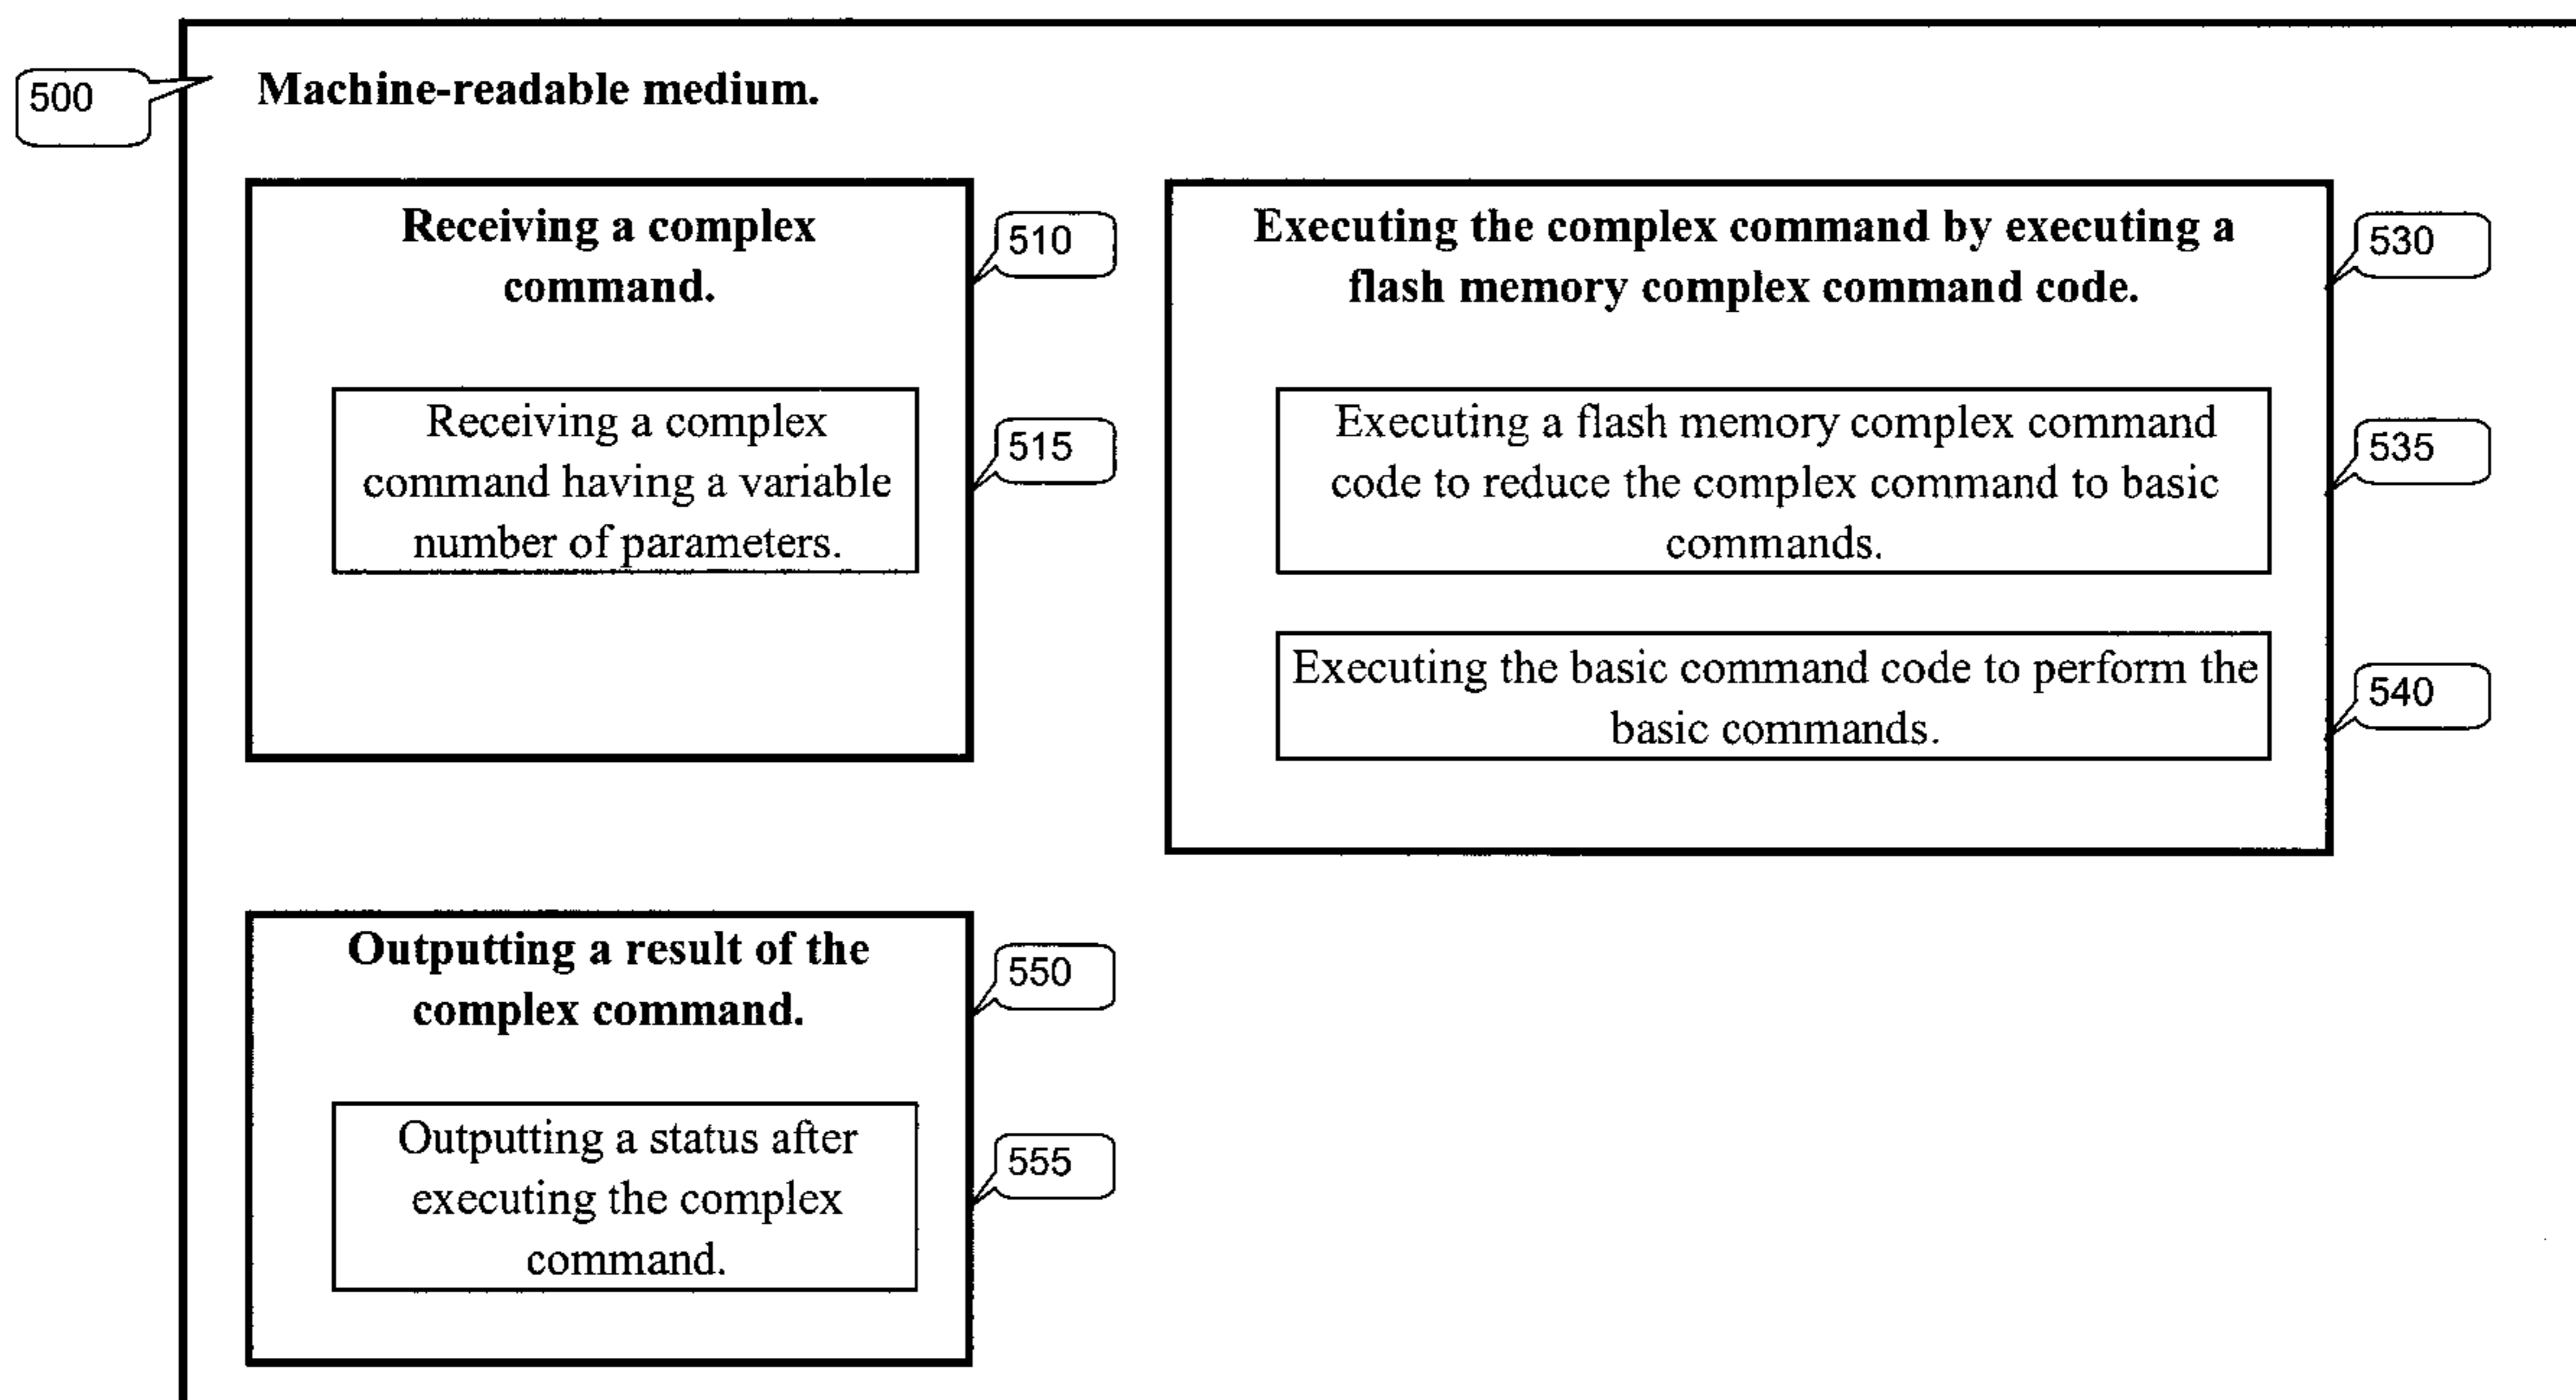 500
Machine-readable medium.
Receiving a complex
command.
510
Receiving a complex
command having a variable
number of parameters.
515
Executing the complex command by executing a
flash memory complex command code.
530
Executing a flash memory complex command
code to reduce the complex command to basic
commands.
535
Executing the basic command code to perform the
basic commands.
540
Outputting a result of the
complex command.
550
Outputting a status after
executing the complex
command.
555